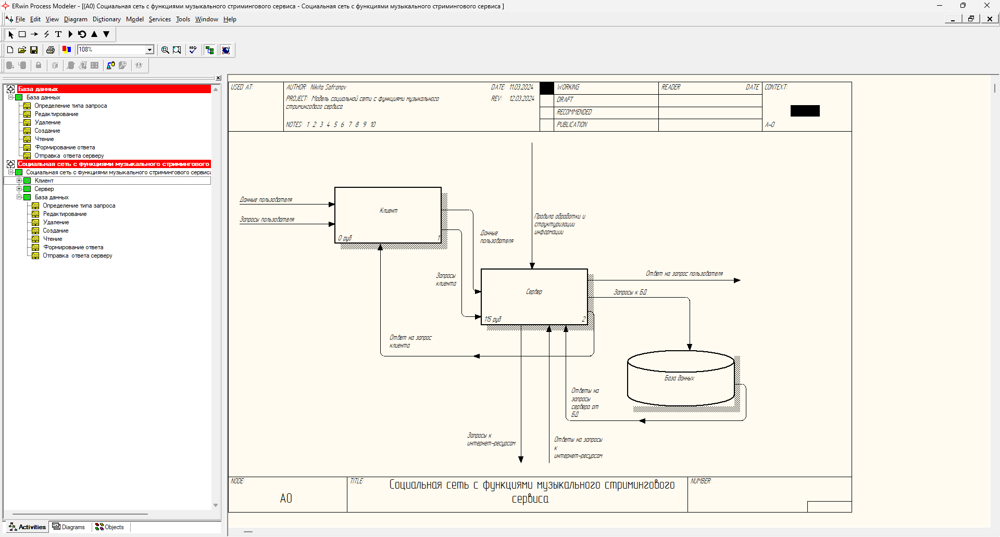 ERwin Process Modeler - [(A0) Социальная сеть с функциями музыкального стримингового сервиса - Социальная сеть с функциями музыкального стримингового сервиса ]
File Edit View Diagram Dictionary Model Services Tools Window Help
108%
ABC
База данных
База данных
Определение типа запроса
Редактирование
Удаление
Создание
Чтение
Формирование ответа
Отправка ответа серверу
Социальная сеть с функциями музыкального стримингового
Социальная сеть с функциями музыкального стримингового сервиса
Клиент
Сервер
База данных
Определение типа запроса
Редактирование
Удаление
Создание
Чтение
Формирование ответа
Отправка ответа серверу
Activities Diagrams Objects
USED AT:
AUTHOR: Nikita Safronov
DATE: 11.03.2024
PROJECT: Модель социальной сети с функциями музыкального
стримингового сервиса
REV: 12.03.2024
NOTES: 1 2 3 4 5 6 7 8 9 10
WORKING
DRAFT
RECOMMENDED
PUBLICATION
READER DATE
CONTEXT:
A-0
Данные пользователя
Запросы пользователя
Клиент
0 руб 1
Данные
пользователя
Правила обработки и
структуризации
информации
Запросы
клиента
Сервер
115 руб 2
Ответ на запрос пользователя
Запросы к БД
Ответ на запрос
клиента
База данных
Ответы на
запросы
сервера от
БД
Запросы к
интернет-ресурсам
Ответы на запросы
к
интернет-ресурсам
NODE:
A0
TITLE:
Социальная сеть с функциями музыкального стримингового
сервиса
NUMBER: